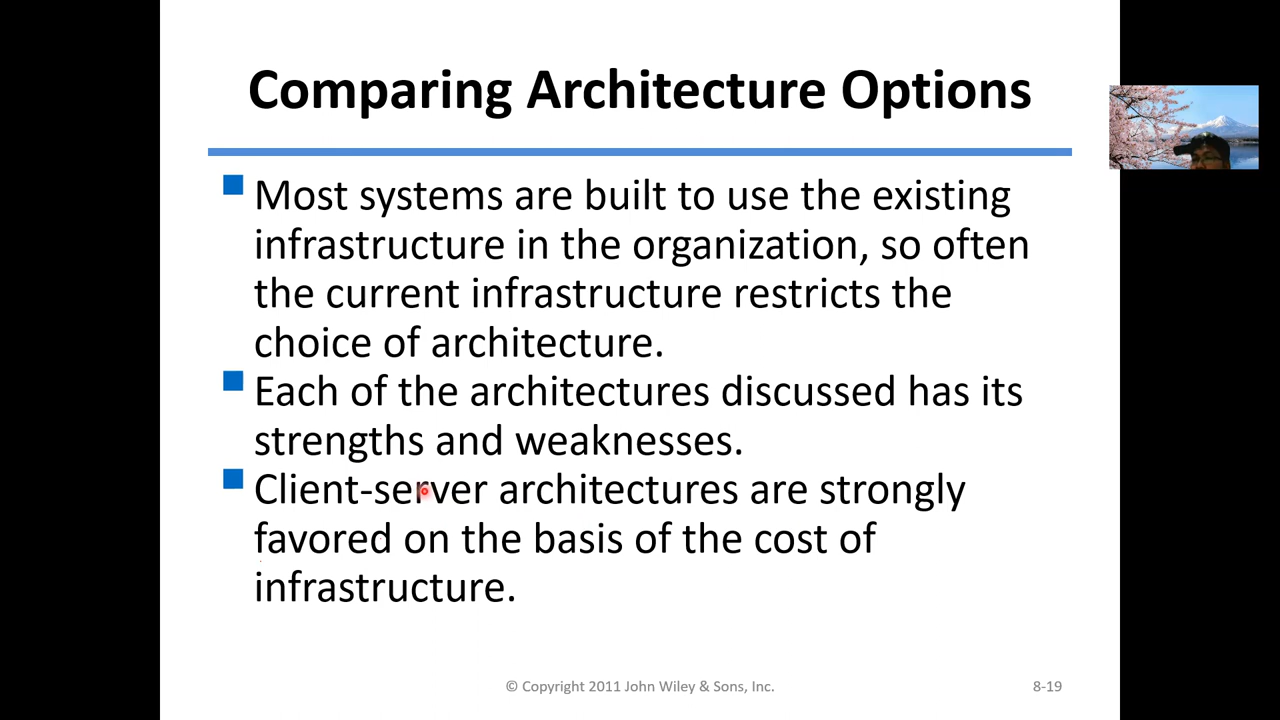 Comparing Architecture Options
Most systems are built to use the existing
infrastructure in the organization, so often
the current infrastructure restricts the
choice of architecture.
Each of the architectures discussed has its
strengths and weaknesses.
Client-server architectures are strongly
favored on the basis of the cost of
infrastructure.
© Copyright 2011 John Wiley & Sons, Inc.
8-19